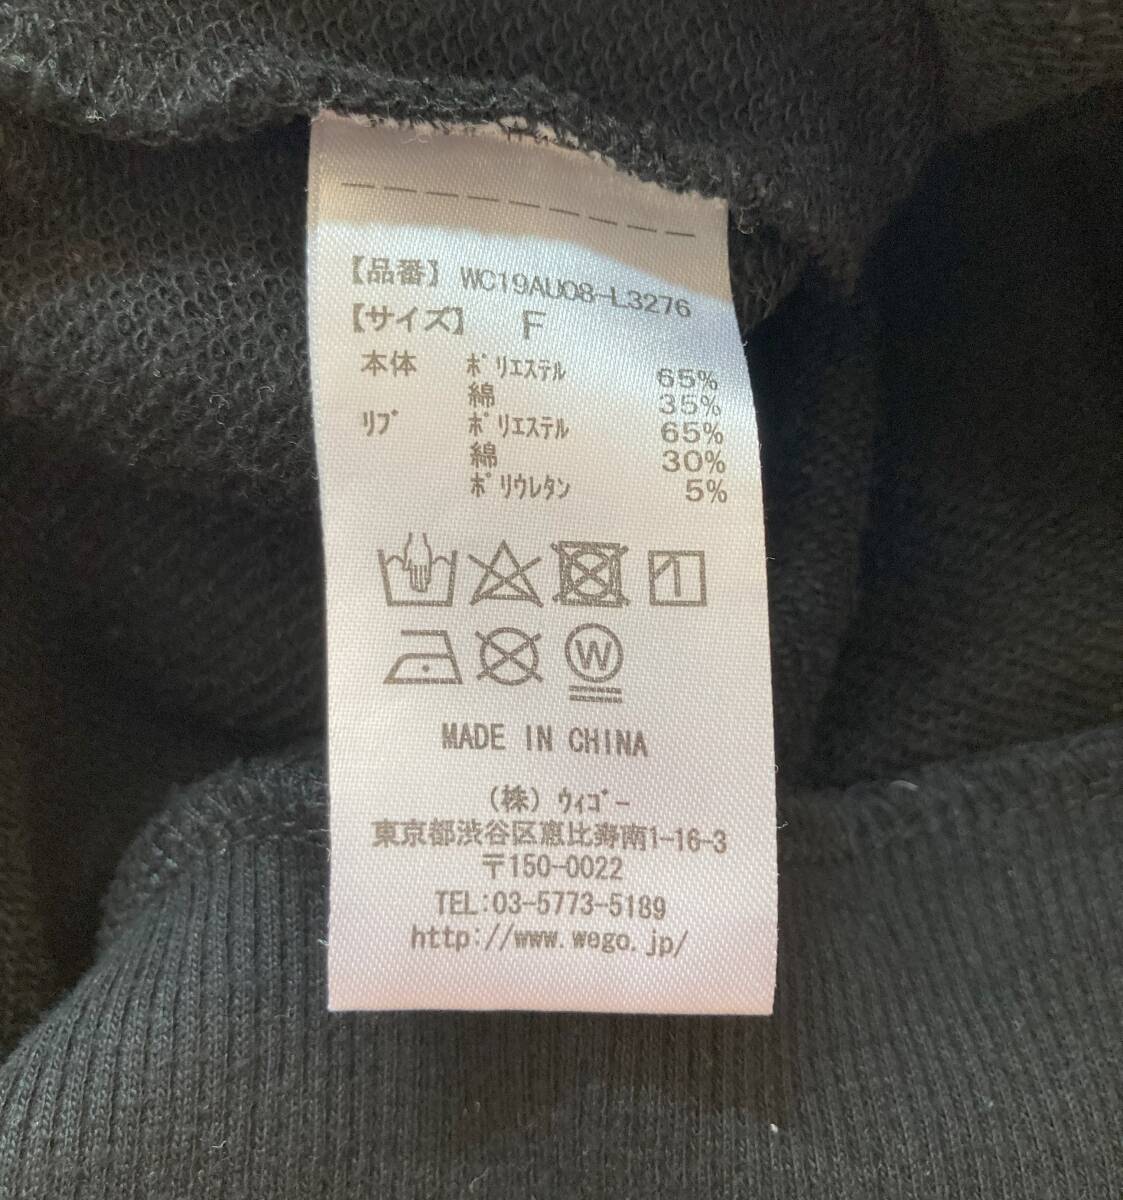 【品番】 WC19AU08-L3276
【サイズ】 F
本体 ﾎﾟﾘｴｽﾃﾙ 65%
綿 35%
ﾘﾌﾞ ﾎﾟﾘｴｽﾃﾙ 65%
綿 30%
ﾎﾟﾘｳﾚﾀﾝ 5%
W
MADE IN CHINA
(株) ｳｨｺﾞｰ
東京都渋谷区恵比寿南1-16-3
〒150-0022
TEL:03-5773-5189
http://www.wego.jp/